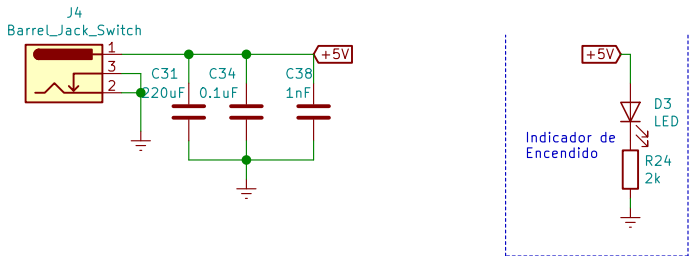 J4
Barrel_Jack_Switch
1
3
2
C31
220uF
C34
0.1uF
C38
1nF
+5V
+5V
D3
LED
Indicador de
Encendido
R24
2k